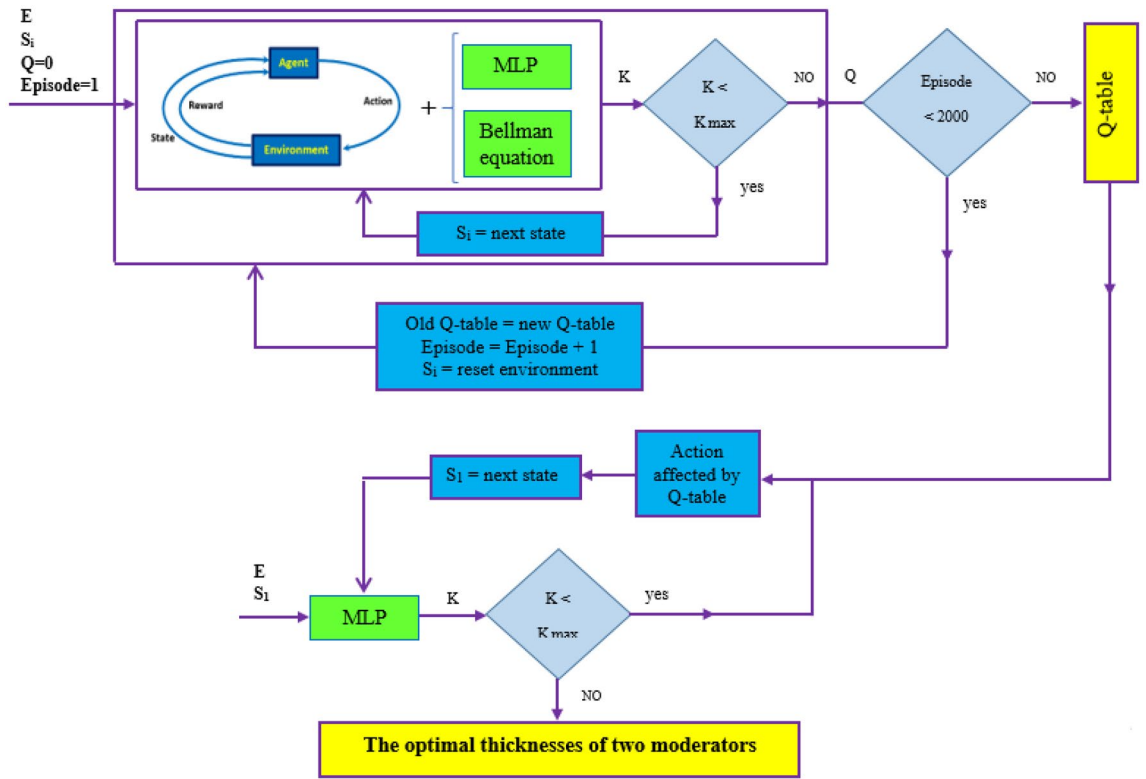 E
Sᵢ
Q=0
Episode=1
Agent
Reward
Action
State
Environment
+
MLP
Bellman
equation
K
K <
K max
NO
yes
Sᵢ = next state
Q
Episode
< 2000
NO
yes
Q-table
Old Q-table = new Q-table
Episode = Episode + 1
Sᵢ = reset environment
Action
affected by
Q-table
S₁ = next state
E
S₁
MLP
K
K <
K max
yes
NO
The optimal thicknesses of two moderators